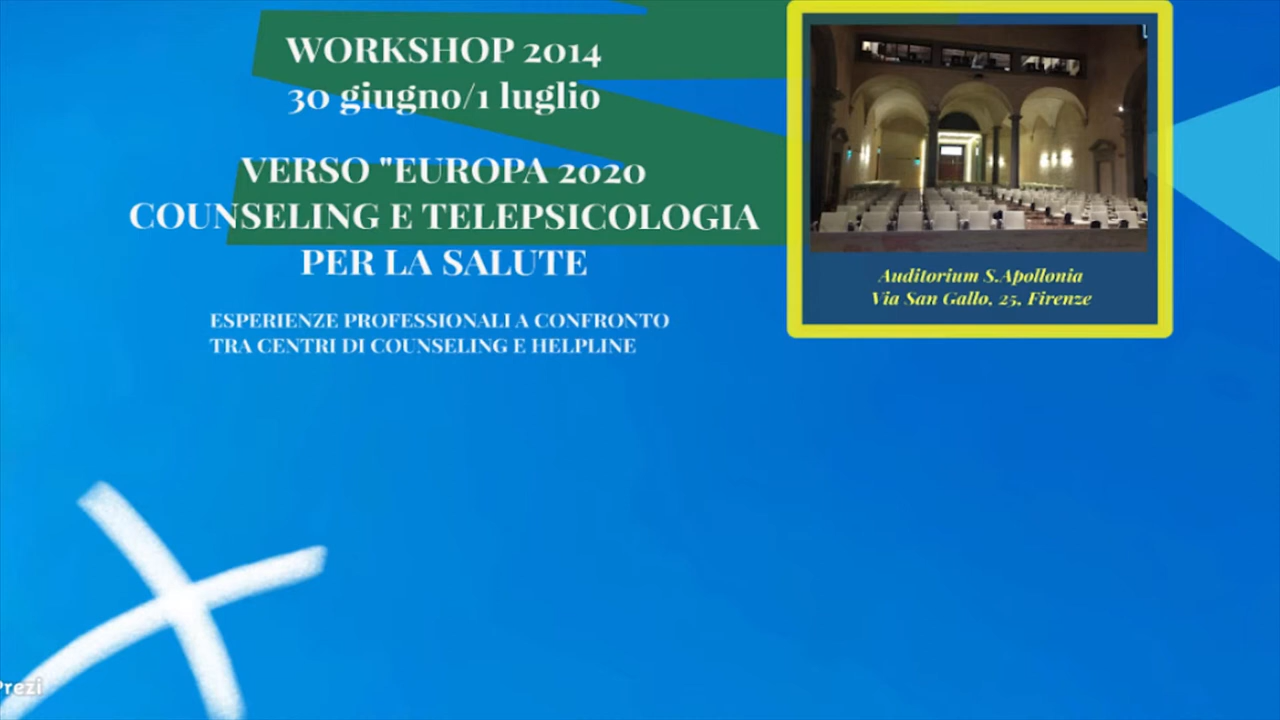 WORKSHOP 2014
30 giugno/1 luglio
VERSO "EUROPA 2020
COUNSELING E TELEPSICOLOGIA
PER LA SALUTE
ESPERIENZE PROFESSIONALI A CONFRONTO
TRA CENTRI DI COUNSELING E HELPLINE
Auditorium S.Apollonia
Via San Gallo, 25, Firenze
Prezi